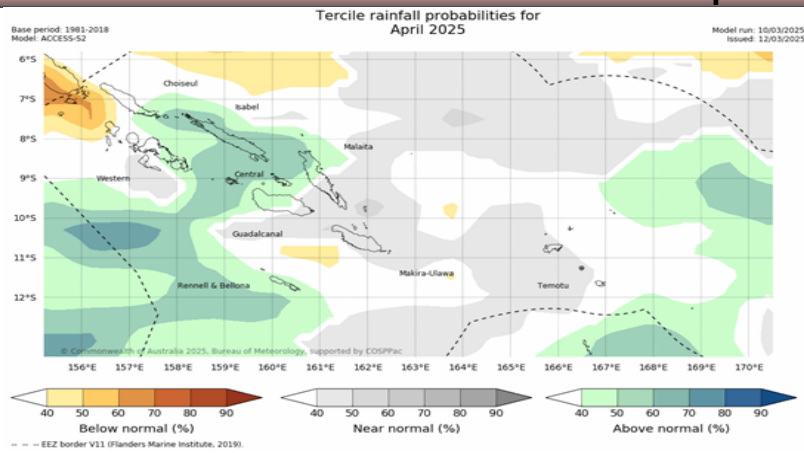 Tercile rainfall probabilities for
April 2025
Base period: 1981-2018
Model: ACCESS-S2
Model run: 10/03/2025
Issued: 12/03/2025
6°S
7°S
8°S
9°S
10°S
11°S
12°S
Choiseul
Isabel
Malaita
Western
Central
Guadalcanal
Makira-Ulawa
Rennell & Bellona
Temotu
© Commonwealth of Australia 2025, Bureau of Meteorology, supported by COSPPac
156°E 157°E 158°E 159°E 160°E 161°E 162°E 163°E 164°E 165°E 166°E 167°E 168°E 169°E 170°E
40 50 60 70 80 90
Below normal (%)
40 50 60 70 80 90
Near normal (%)
40 50 60 70 80 90
Above normal (%)
EEZ border V11 (Flanders Marine Institute, 2019).